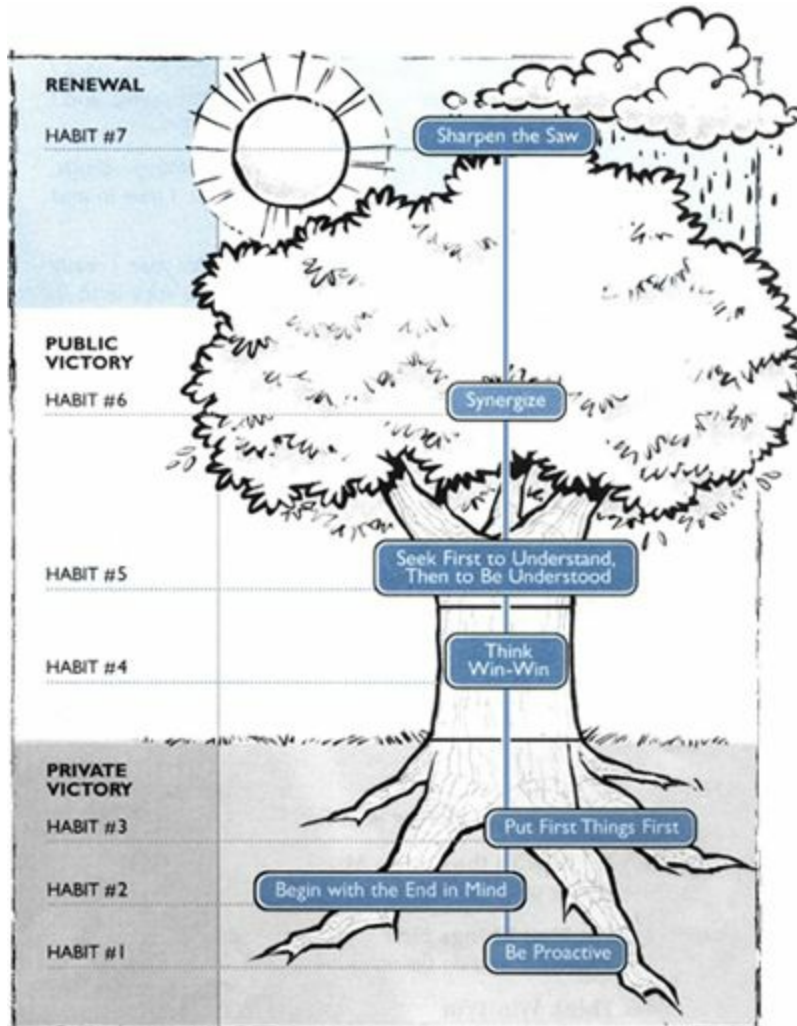 RENEWAL
HABIT #7
Sharpen the Saw
PUBLIC
VICTORY
HABIT #6
Synergize
HABIT #5
Seek First to Understand,
Then to Be Understood
HABIT #4
Think
Win-Win
PRIVATE
VICTORY
HABIT #3
Put First Things First
HABIT #2
Begin with the End in Mind
HABIT #1
Be Proactive